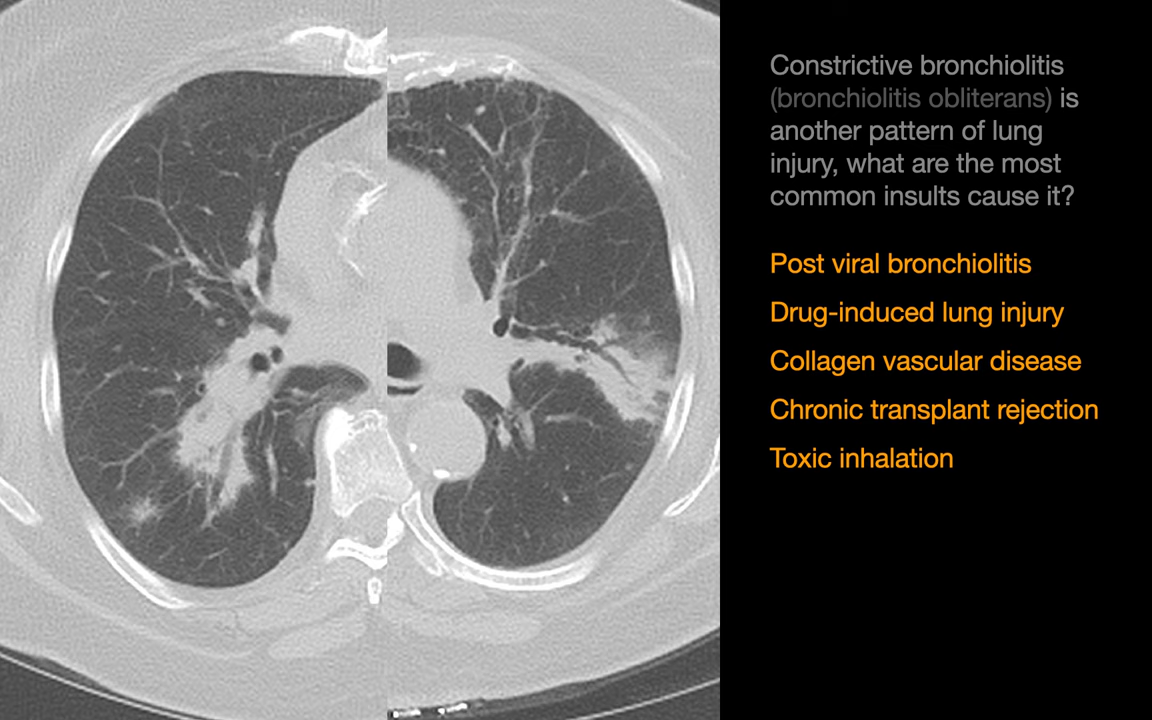 Constrictive bronchiolitis
(bronchiolitis obliterans) is
another pattern of lung
injury, what are the most
common insults cause it?
Post viral bronchiolitis
Drug-induced lung injury
Collagen vascular disease
Chronic transplant rejection
Toxic inhalation